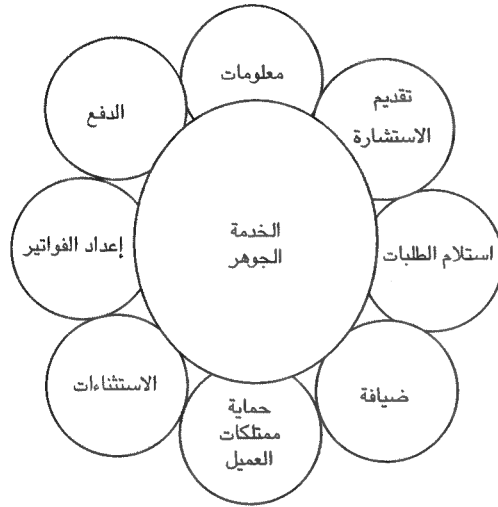 معلومات
تقديم
الاستشارة
استلام الطلبات
ضيافة
حماية
ممتلكات
العميل
الاستثناءات
إعداد الفواتير
الدفع
الخدمة
الجوهر